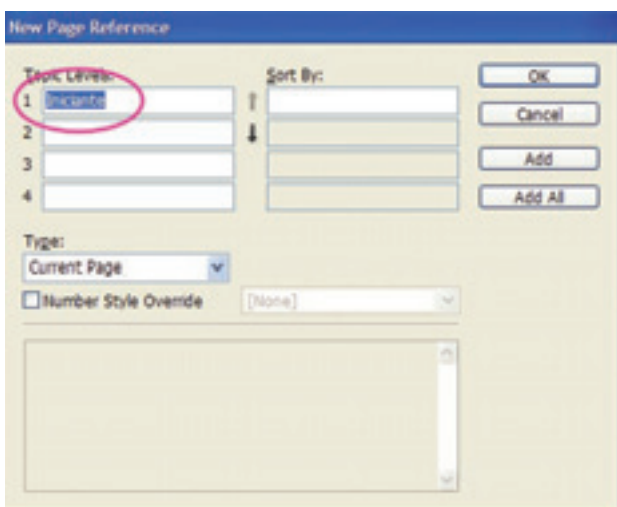 New Page Reference
Topic Levels: Sort By:
1 Iniciante
2
3
4
OK
Cancel
Add
Add All
Type:
Current Page
Number Style Override [None]